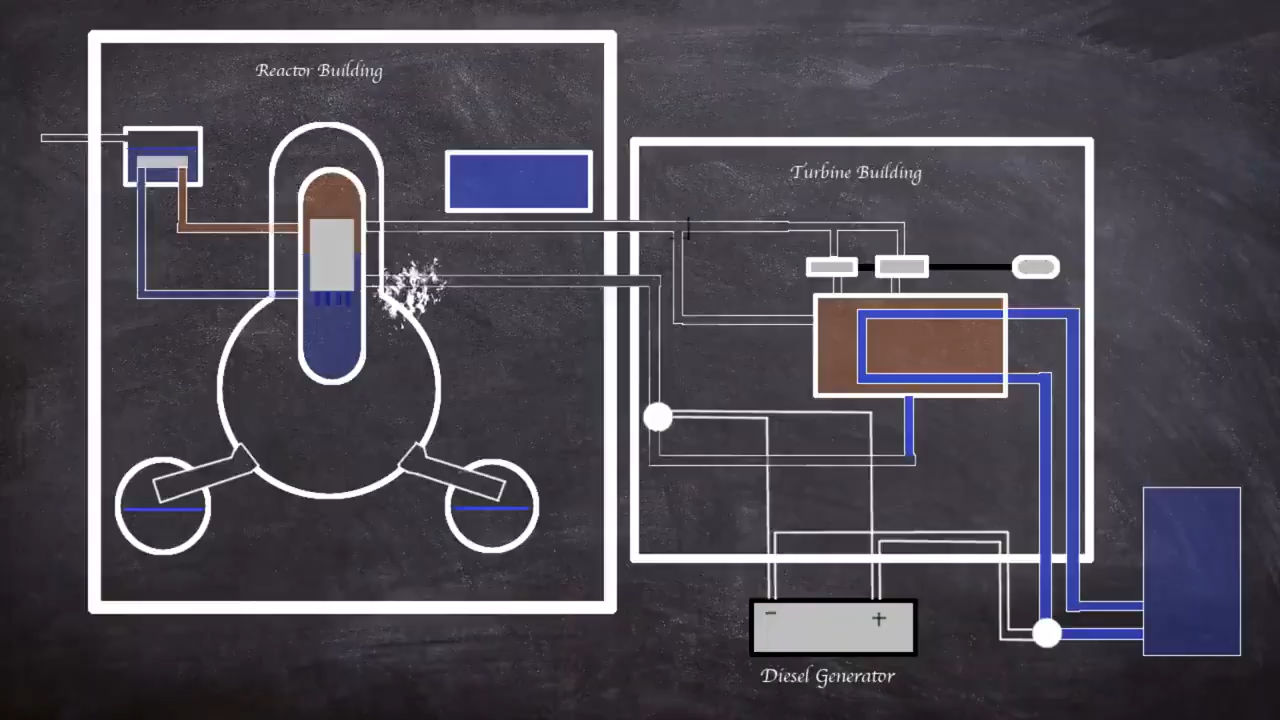 Reactor Building
Turbine Building
- +
Diesel Generator